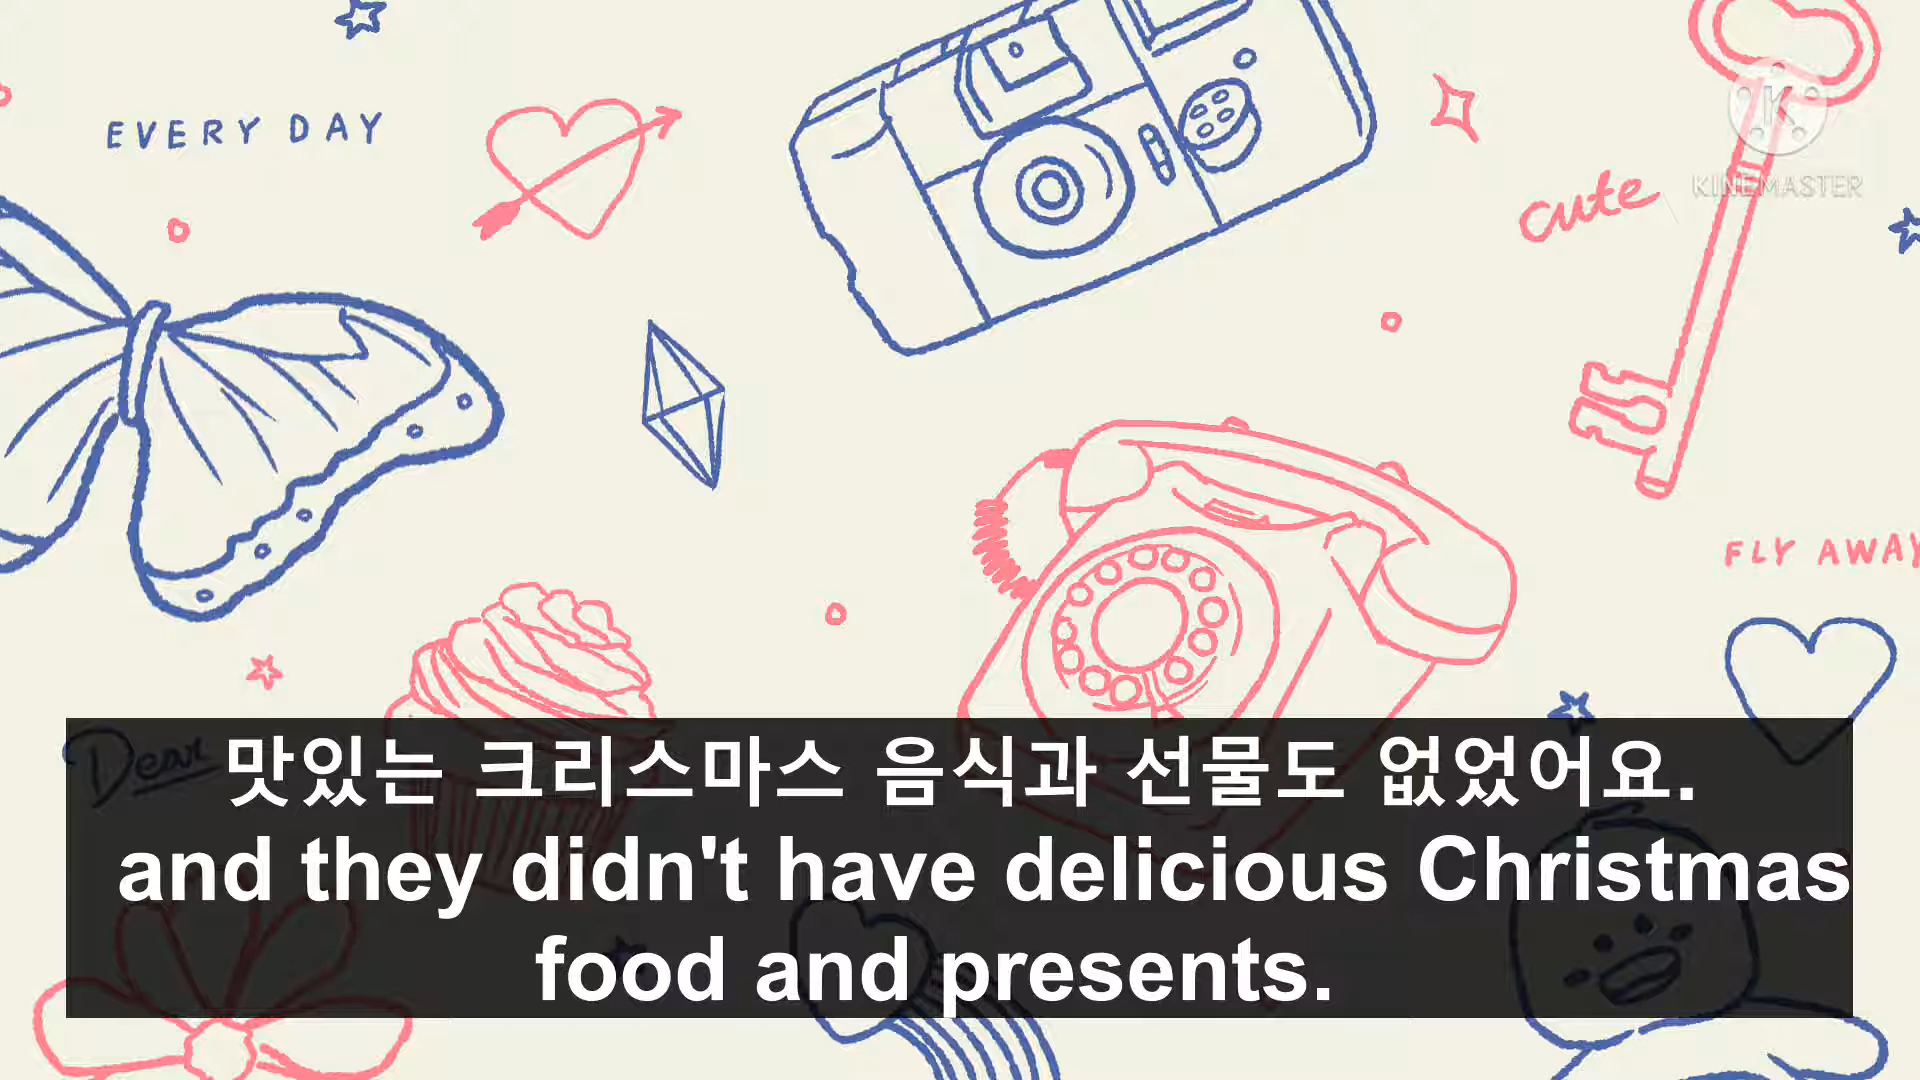 EVERY DAY
cute
KINEMASTER
FLY AWAY
Dear
맛있는 크리스마스 음식과 선물도 없었어요.
and they didn't have delicious Christmas
food and presents.